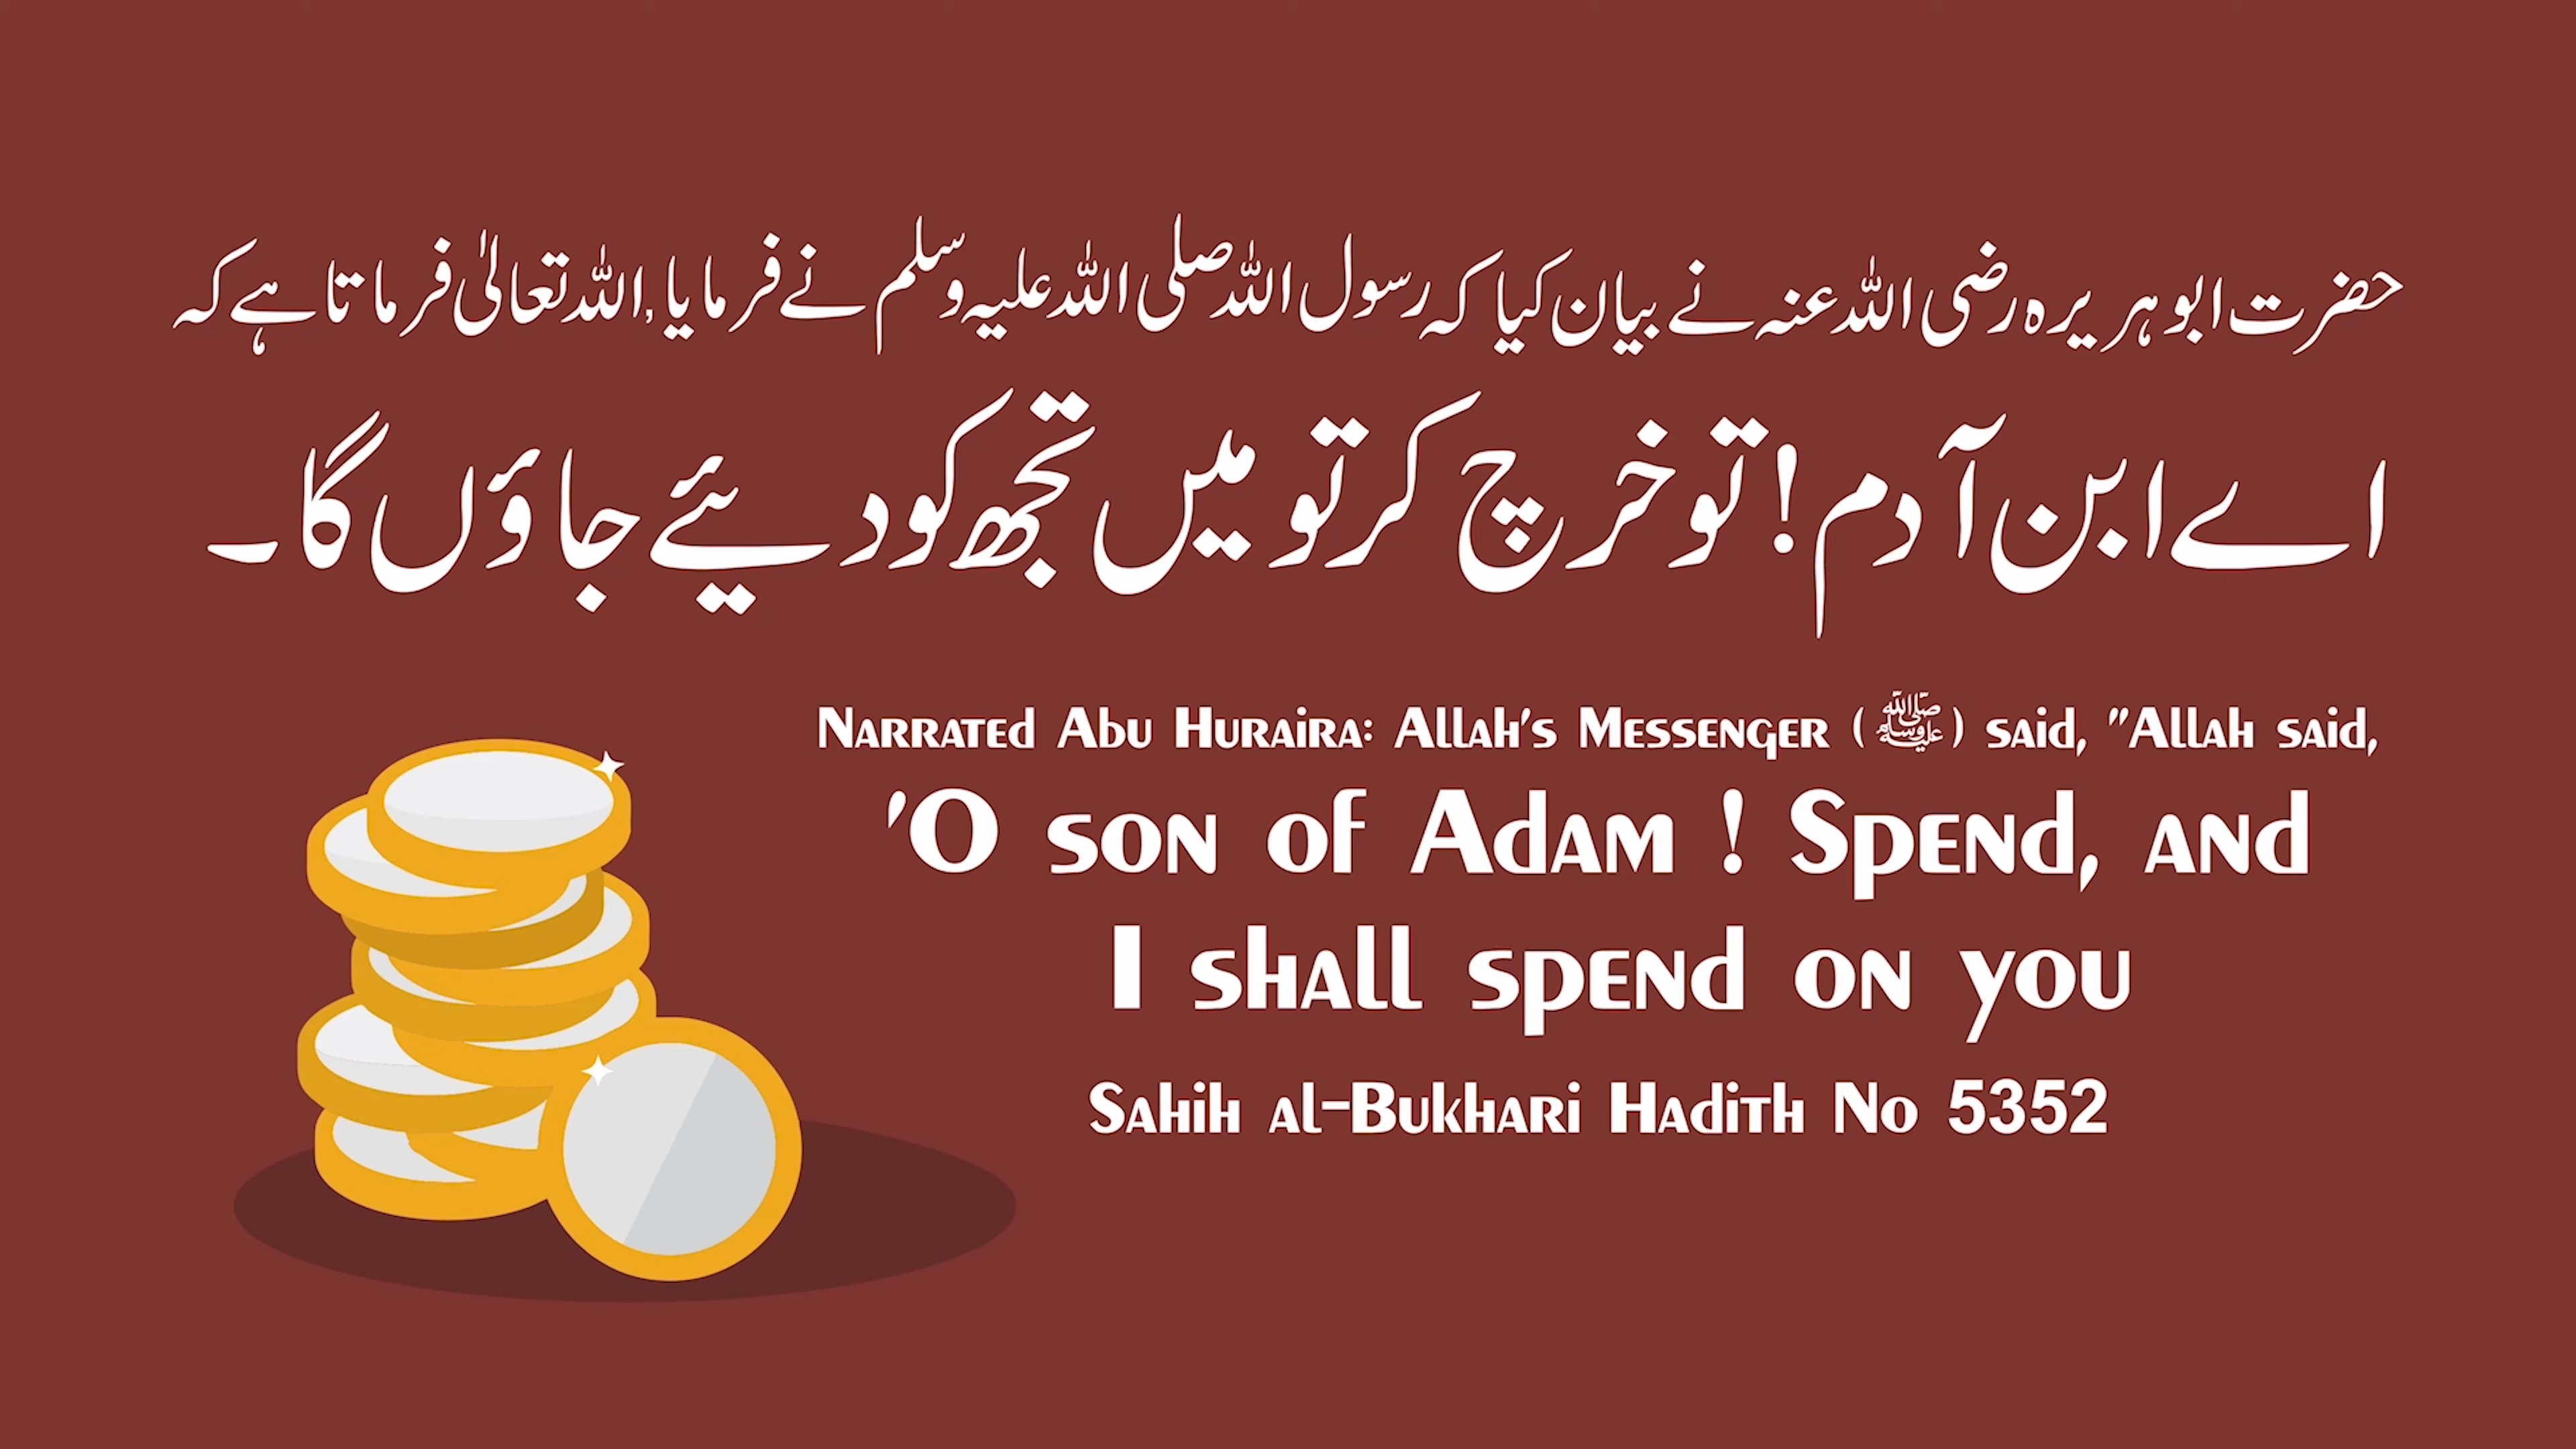 حضرت ابوہریرہ رضی اللہ عنہ نے بیان کیا کہ رسول اللہ صلی اللہ علیہ وسلم نے فرمایا, اللہ تعالیٰ فرماتا ہے کہ
اے ابن آدم! تو خرچ کر تو میں تجھ کو دیئے جاؤں گا۔
Narrated Abu Huraira: Allah's Messenger (ﷺ) said, "Allah said,
'O son of Adam ! Spend, and
I shall spend on you
Sahih al-Bukhari Hadith No 5352